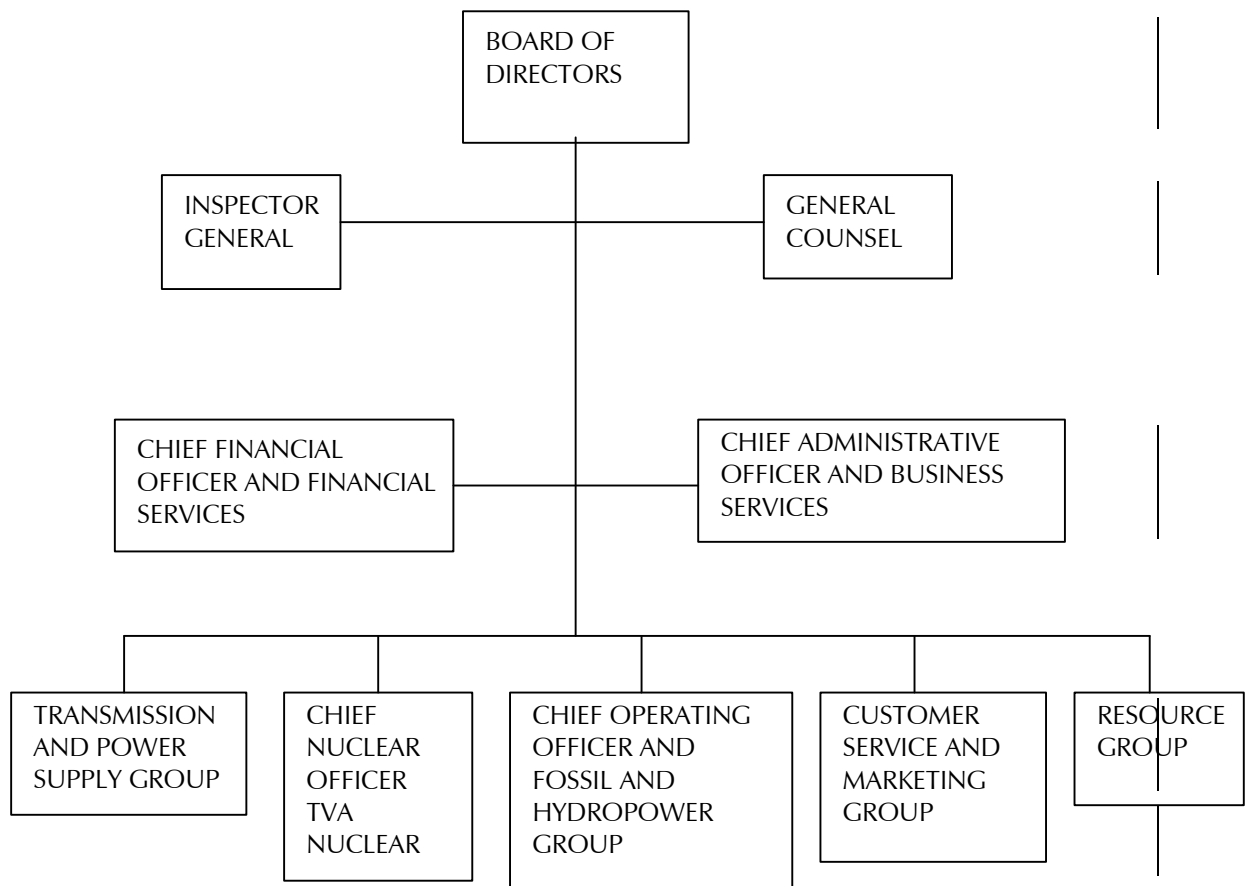 BOARD OF
DIRECTORS
INSPECTOR
GENERAL
GENERAL
COUNSEL
CHIEF FINANCIAL
OFFICER AND FINANCIAL
SERVICES
CHIEF ADMINISTRATIVE
OFFICER AND BUSINESS
SERVICES
TRANSMISSION
AND POWER
SUPPLY GROUP
CHIEF
NUCLEAR
OFFICER
TVA
NUCLEAR
CHIEF OPERATING
OFFICER AND
FOSSIL AND
HYDROPOWER
GROUP
CUSTOMER
SERVICE AND
MARKETING
GROUP
RESOURCE
GROUP